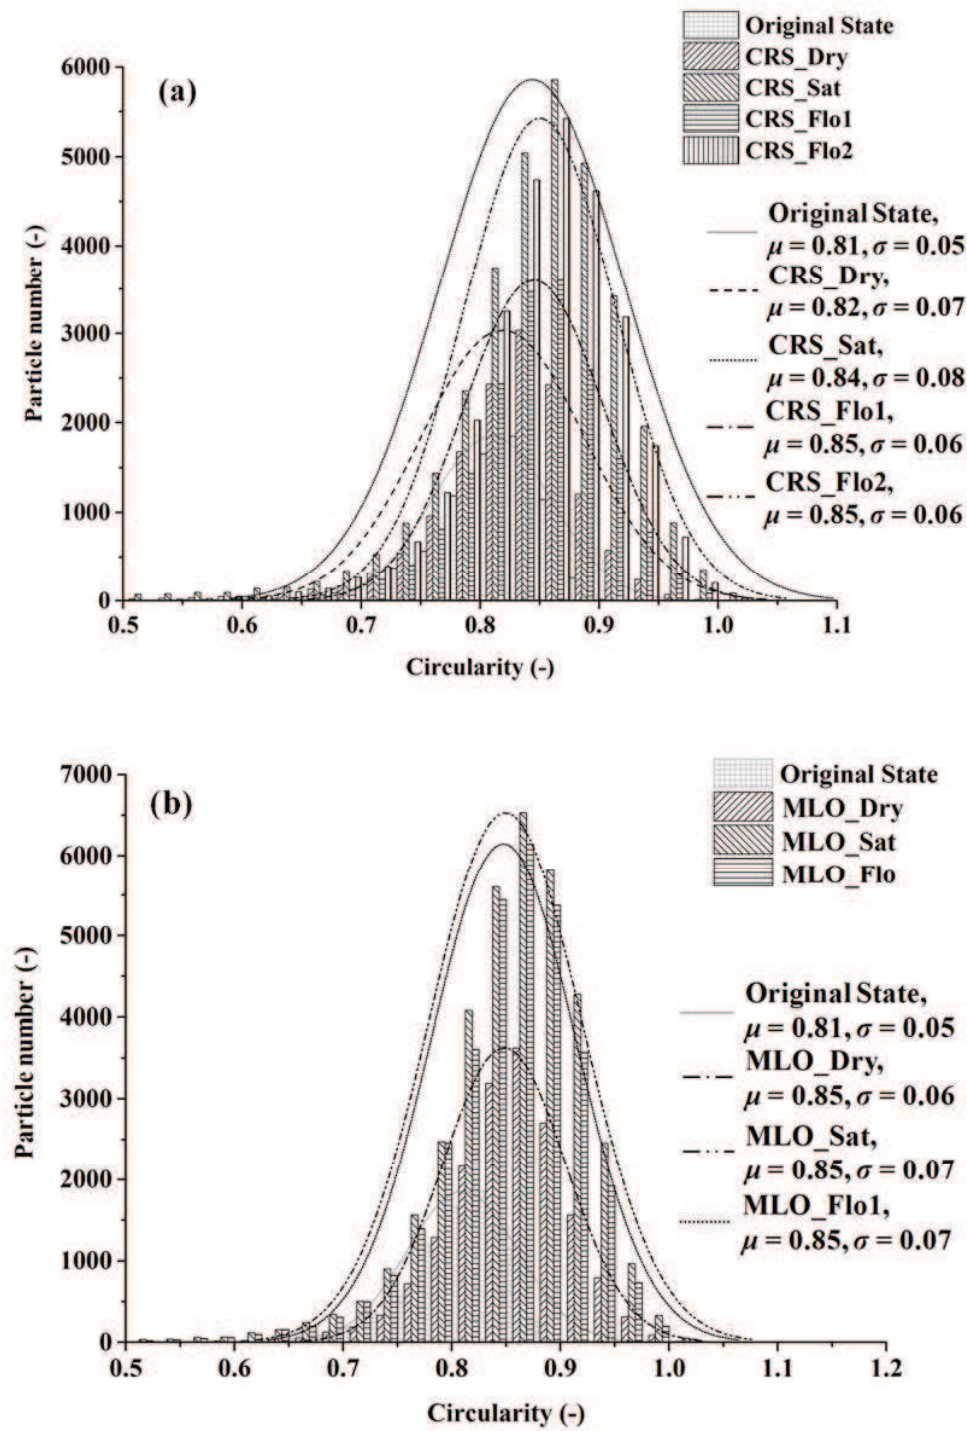 Original State
CRS_Dry
CRS_Sat
CRS_Flo1
CRS_Flo2
(a)
6000
5000
4000
3000
2000
1000
0
Particle number (-)
0.5 0.6 0.7 0.8 0.9 1.0 1.1
Circularity (-)
Original State,
μ = 0.81, σ = 0.05
CRS_Dry,
μ = 0.82, σ = 0.07
CRS_Sat,
μ = 0.84, σ = 0.08
CRS_Flo1,
μ = 0.85, σ = 0.06
CRS_Flo2,
μ = 0.85, σ = 0.06
(b)
7000
6000
5000
4000
3000
2000
1000
0
Particle number (-)
0.5 0.6 0.7 0.8 0.9 1.0 1.1 1.2
Circularity (-)
Original State
MLO_Dry
MLO_Sat
MLO_Flo
Original State,
μ = 0.81, σ = 0.05
MLO_Dry,
μ = 0.85, σ = 0.06
MLO_Sat,
μ = 0.85, σ = 0.07
MLO_Flo1,
μ = 0.85, σ = 0.07